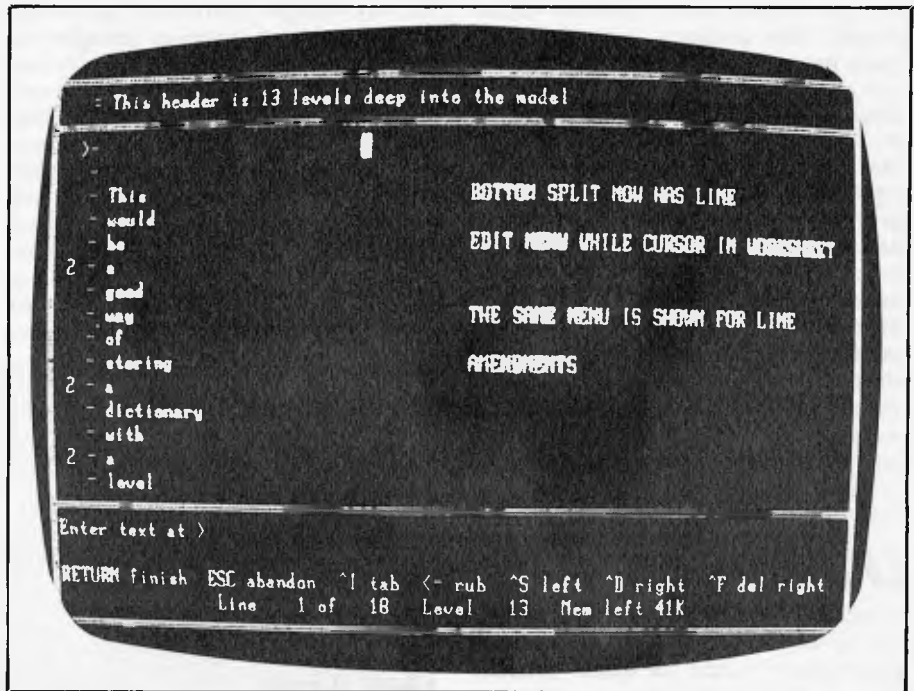 = This header is 13 levels deep into the model
>-
-
- This
- would
- be
2 - a
- good
- way
- of
- storing
2 - a
- dictionary
- with
2 - a
- level
BOTTOM SPLIT NOW HAS LINE
EDIT MENU WHILE CURSOR IN WORKSHEET
THE SAME MENU IS SHOWN FOR LINE
AMENDMENTS
Enter text at >
RETURN finish ESC abandon ^I tab <- rub ^S left ^D right ^F del right
Line 1 of 18 Level 13 Mem left 41K